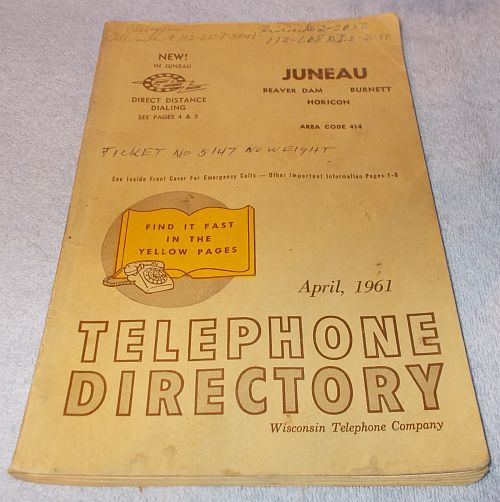 NEW!
IN JUNEAU
DIRECT DISTANCE
DIALING
SEE PAGES 4 & 5
JUNEAU
BEAVER DAM BURNETT
HORICON
AREA CODE 414
TICKET No 5147 NO WEIGHT
See Inside Front Cover For Emergency Calls — Other Important Information Pages 1-8
FIND IT FAST
IN THE
YELLOW PAGES
April, 1961
TELEPHONE
DIRECTORY
Wisconsin Telephone Company